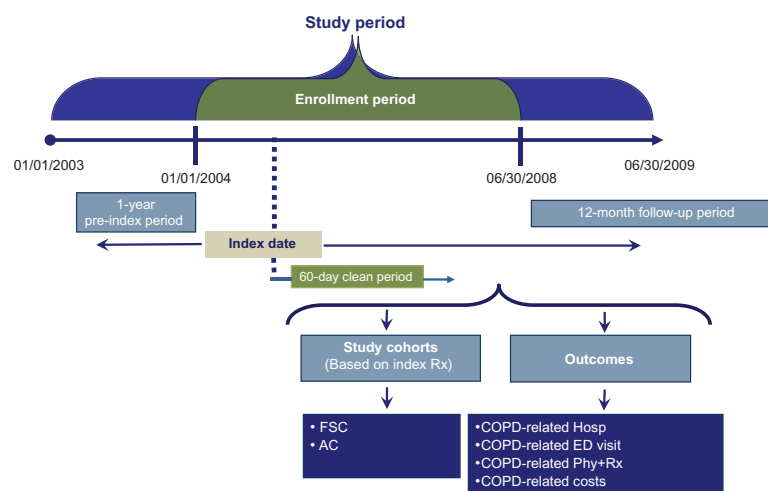 Study period
Enrollment period
01/01/2003
01/01/2004
06/30/2008
06/30/2009
1-year
pre-index period
12-month follow-up period
Index date
60-day clean period
Study cohorts
(Based on index Rx)
Outcomes
• FSC
• AC
•COPD-related Hosp
•COPD-related ED visit
•COPD-related Phy+Rx
•COPD-related costs